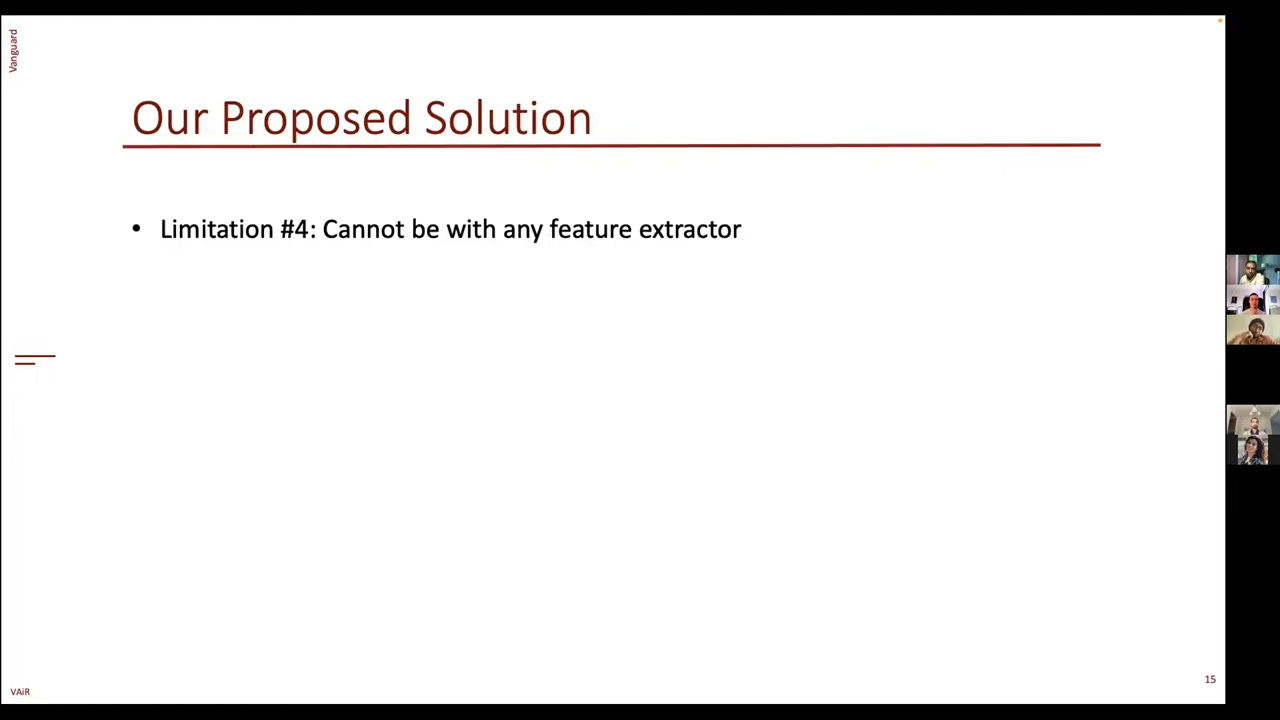 Vanguard
Our Proposed Solution
• Limitation #4: Cannot be with any feature extractor
VAiR
15